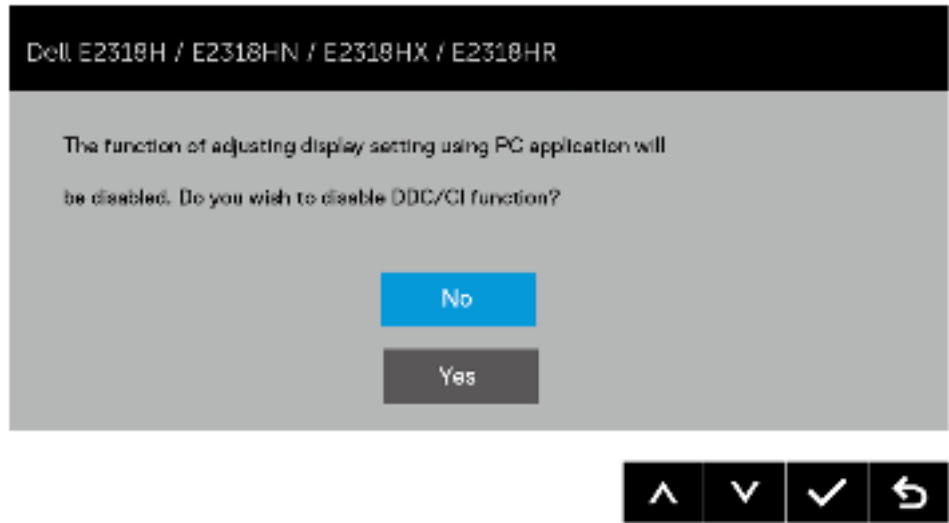 Dell E2318H / E2318HN / E2318HX / E2318HR
The function of adjusting display setting using PC application will
be disabled. Do you wish to disable DDC/CI function?
No
Yes